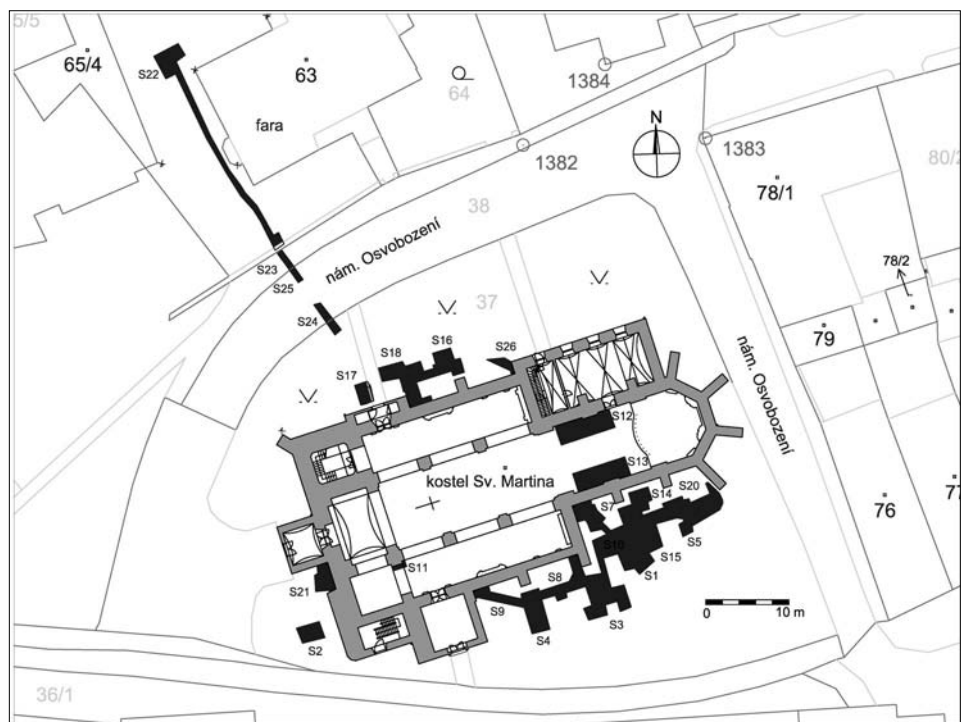 5/5
65/4
S22
63
fara
64
1384
N
1382
1383
80/2
78/1
38
nám. Osvobození
S23
S25
78/2
37
S24
79
S16
S18
S26
S17
nám. Osvobození
S12
S13
kostel Sv. Martina
S14
S20
S7
76
77
S10
S5
S15
S11
S8
S1
S21
S9
0 10 m
S3
S4
S2
36/1